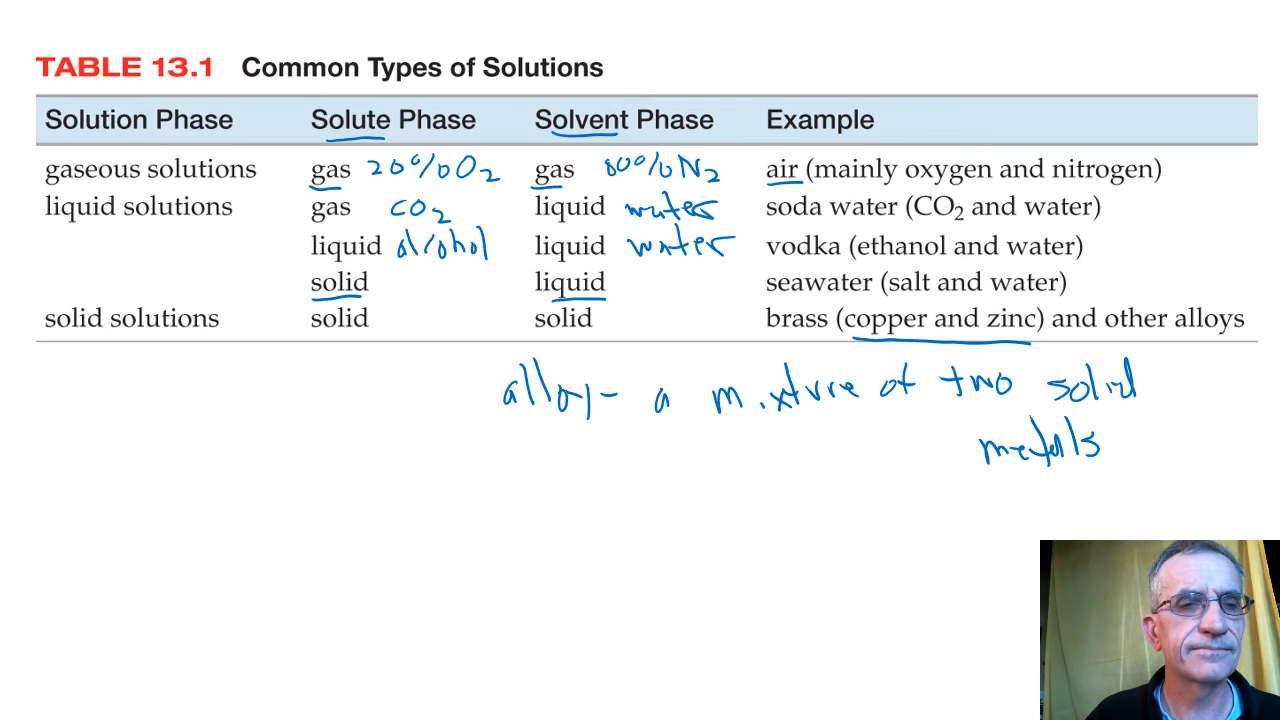 TABLE 13.1 Common Types of Solutions
Solution Phase Solute Phase Solvent Phase Example
gaseous solutions gas 20% O2 gas 80% N2 air (mainly oxygen and nitrogen)
liquid solutions gas CO2 liquid water soda water (CO2 and water)
liquid alcohol liquid water vodka (ethanol and water)
solid liquid seawater (salt and water)
solid solutions solid solid brass (copper and zinc) and other alloys
alloy - a mixture of two solid
metals